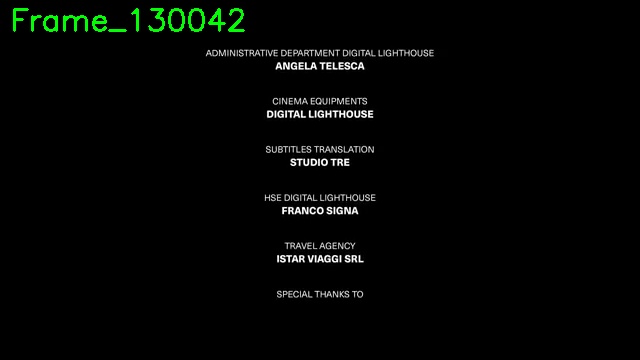 Frame_130042
ADMINISTRATIVE DEPARTMENT DIGITAL LIGHTHOUSE
ANGELA TELESCA
CINEMA EQUIPMENTS
DIGITAL LIGHTHOUSE
SUBTITLES TRANSLATION
STUDIO TRE
HSE DIGITAL LIGHTHOUSE
FRANCO SIGNA
TRAVEL AGENCY
ISTAR VIAGGI SRL
SPECIAL THANKS TO